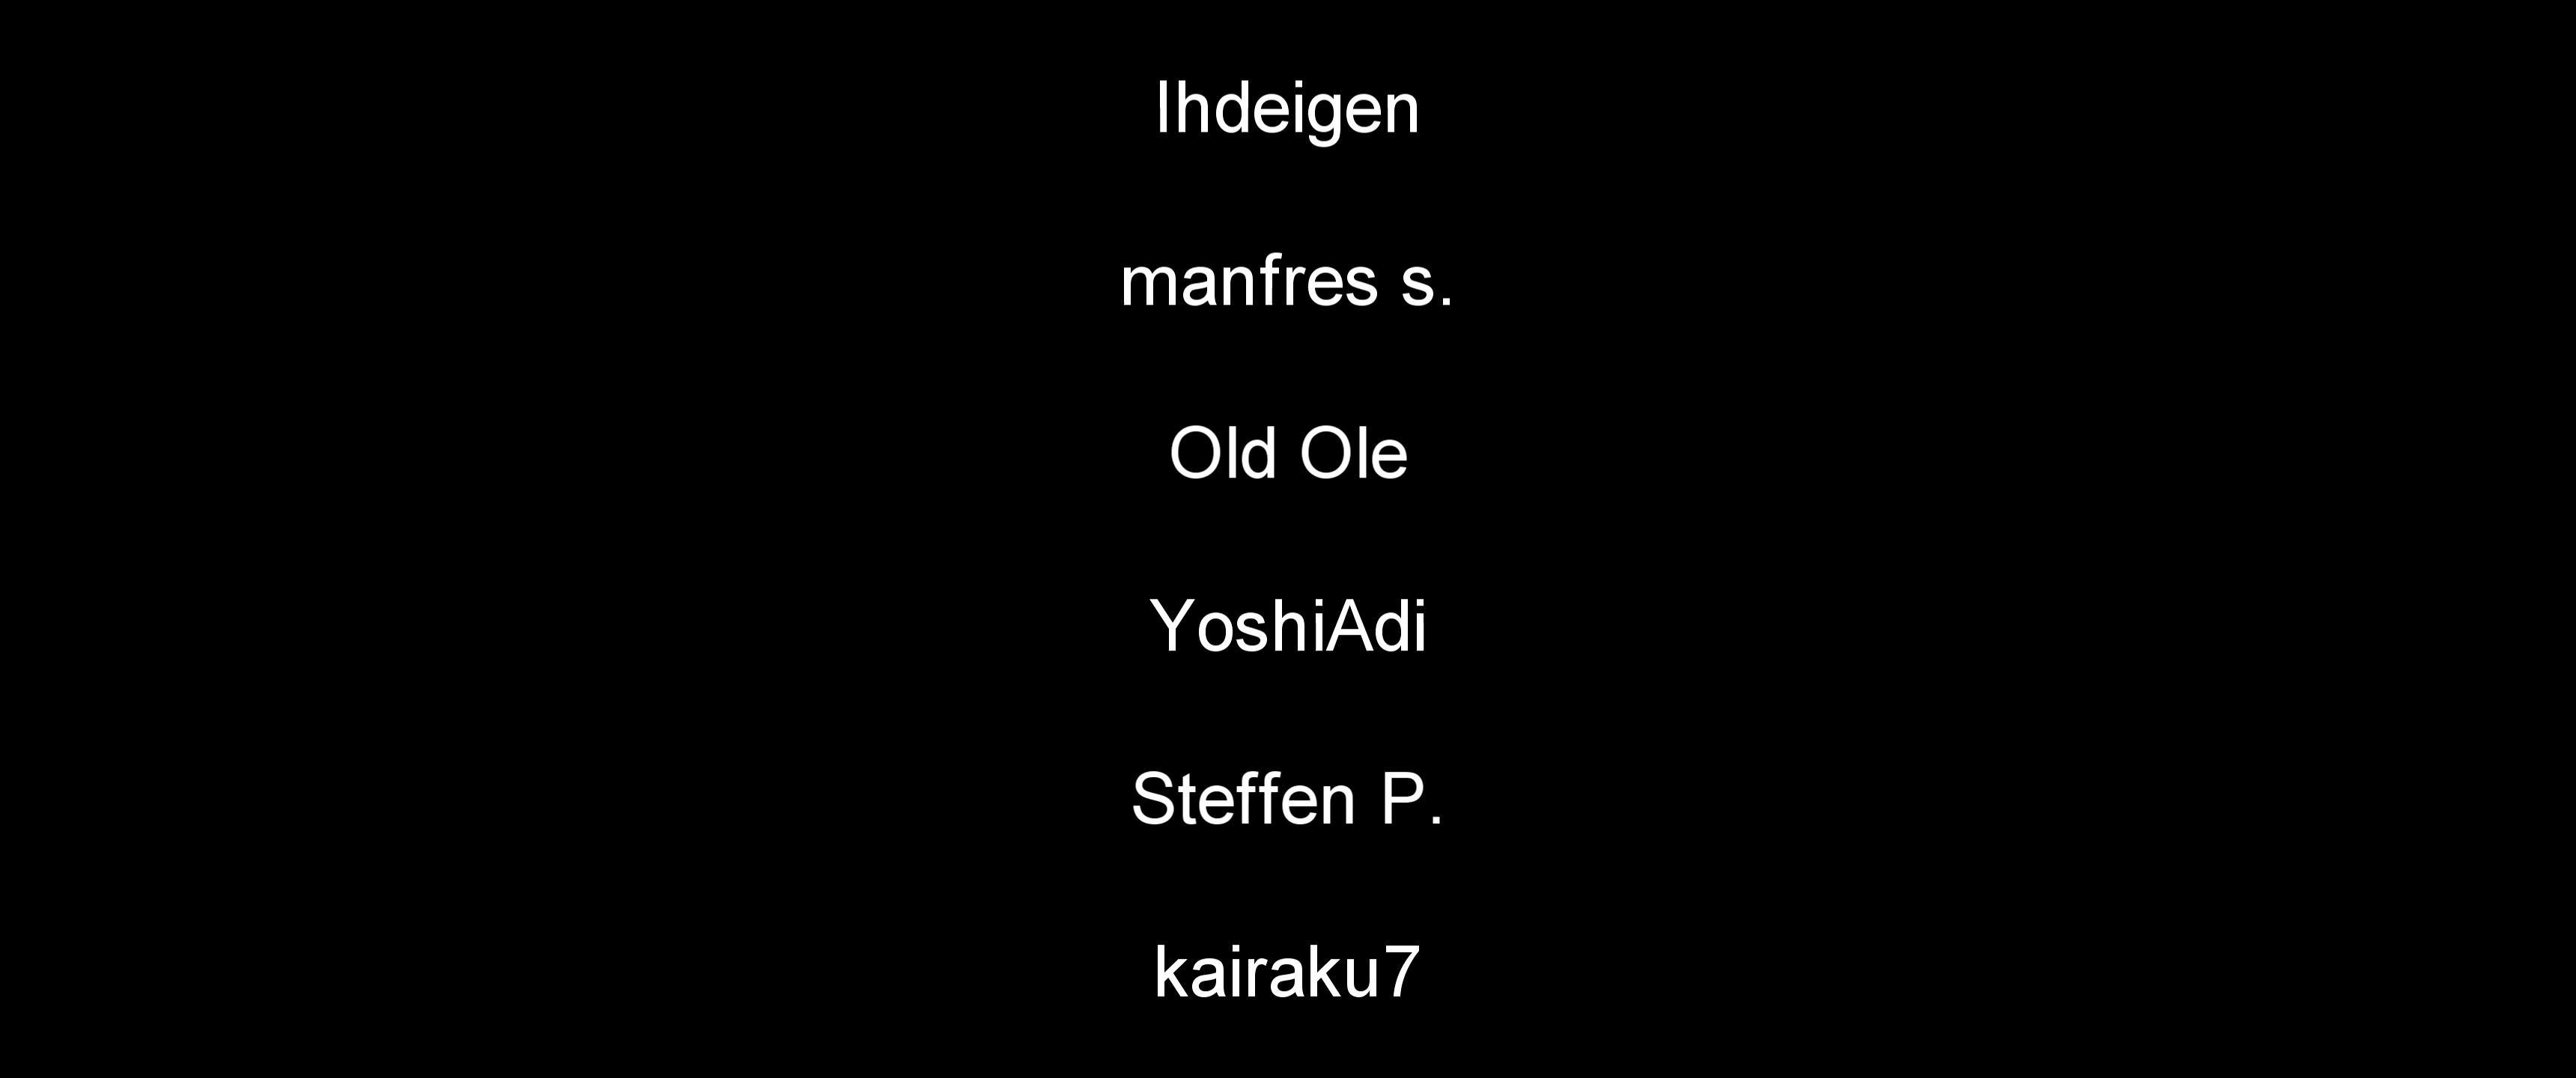 Ihdeigen
manfres s.
Old Ole
YoshiAdi
Steffen P.
kairaku7